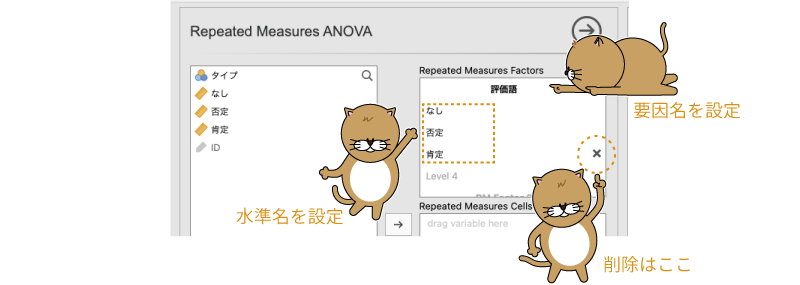 Repeated Measures ANOVA
タイプ
なし
否定
肯定
ID
Repeated Measures Factors
評価語
なし
否定
肯定
Level 4
Repeated Measures Cells
drag variable here
要因名を設定
水準名を設定
削除はここ